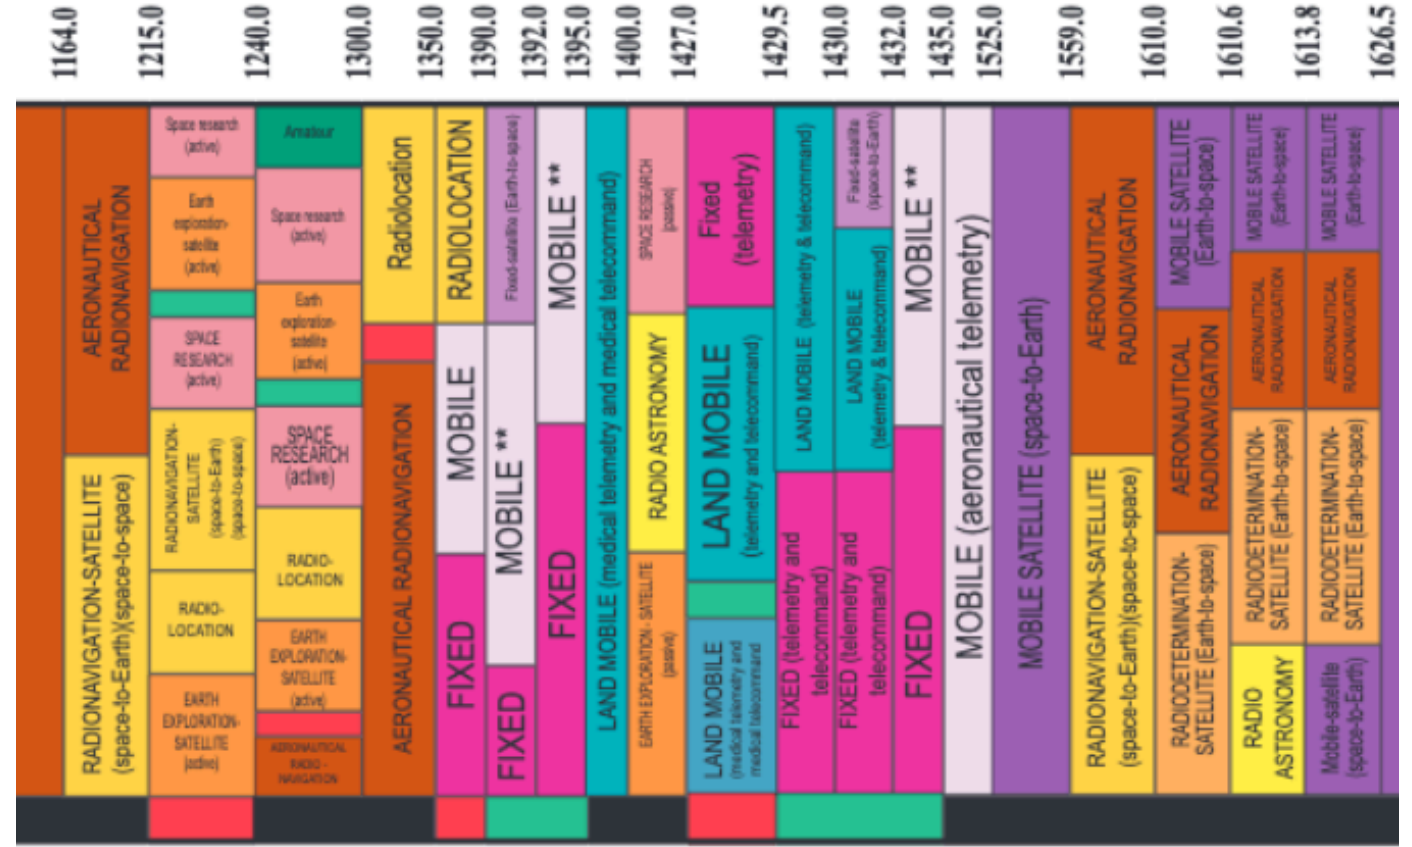 1164.0
1215.0
1240.0
1300.0
1350.0
1390.0
1392.0
1395.0
1400.0
1427.0
1429.5
1430.0
1432.0
1435.0
1525.0
1559.0
1610.0
1610.6
1613.8
1626.5
AERONAUTICAL
RADIONAVIGATION
RADIONAVIGATION-SATELLITE
(space-to-Earth)(space-to-space)
Space research
(active)
Earth
exploration-
satellite
(active)
SPACE
RESEARCH
(active)
RADIONAVIGATION-
SATELLITE
(space-to-Earth)
(space-to-space)
RADIO-
LOCATION
EARTH
EXPLORATION-
SATELLITE
(active)
Amateur
Space research
(active)
Earth
exploration-
satellite
(active)
SPACE
RESEARCH
(active)
RADIO-
LOCATION
EARTH
EXPLORATION-
SATELLITE
(active)
AERONAUTICAL
RADIO -
NAVIGATION
Radiolocation
AERONAUTICAL RADIONAVIGATION
RADIOLOCATION
MOBILE
FIXED
Fixed-satellite (Earth-to-space)
MOBILE **
FIXED
MOBILE **
FIXED
LAND MOBILE (medical telemetry and medical telecommand)
SPACE RESEARCH
(passive)
RADIO ASTRONOMY
EARTH EXPLORATION - SATELLITE
(passive)
Fixed
(telemetry)
LAND MOBILE
(telemetry and telecommand)
LAND MOBILE
(medical telemetry and
medical telecommand
LAND MOBILE (telemetry & telecommand)
FIXED (telemetry and
telecommand)
Fixed-satellite
(space-to-Earth)
LAND MOBILE
(telemetry & telecommand)
FIXED (telemetry and
telecommand)
MOBILE **
FIXED
MOBILE (aeronautical telemetry)
MOBILE SATELLITE (space-to-Earth)
AERONAUTICAL
RADIONAVIGATION
RADIONAVIGATION-SATELLITE
(space-to-Earth)(space-to-space)
MOBILE SATELLITE
(Earth-to-space)
AERONAUTICAL
RADIONAVIGATION
RADIODETERMINATION-
SATELLITE (Earth-to-space)
MOBILE SATELLITE
(Earth-to-space)
AERONAUTICAL
RADIONAVIGATION
RADIODETERMINATION-
SATELLITE (Earth-to-space)
RADIO
ASTRONOMY
MOBILE SATELLITE
(Earth-to-space)
AERONAUTICAL
RADIONAVIGATION
RADIODETERMINATION-
SATELLITE (Earth-to-space)
Mobile-satellite
(space-to-Earth)